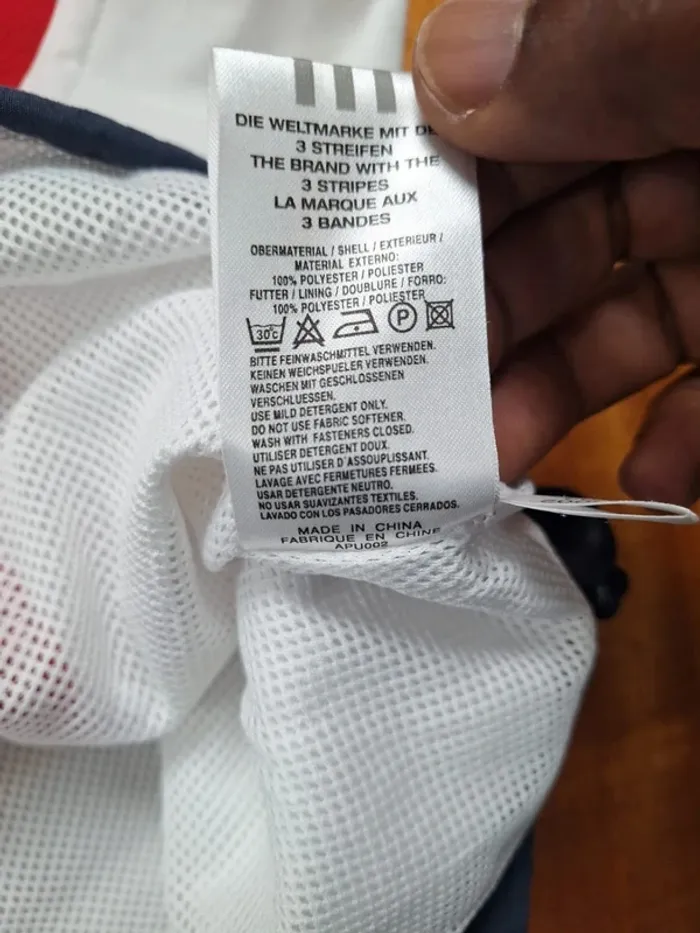 DIE WELTMARKE MIT
3 STREIFEN
THE BRAND WITH THE
3 STRIPES
LA MARQUE AUX
3 BANDES
OBERMATERIAL / SHELL / EXTERIEUR /
MATERIAL EXTERNO:
100% POLYESTER / POLIESTER
FUTTER / LINING / DOUBLURE / FORRO:
100% POLYESTER / POLIESTER
30°C P
BITTE FEINWASCHMITTEL VERWENDEN.
KEINEN WEICHSPUELER VERWENDEN.
WASCHEN MIT GESCHLOSSENEN
VERSCHLUESSEN.
USE MILD DETERGENT ONLY.
DO NOT USE FABRIC SOFTENER.
WASH WITH FASTENERS CLOSED.
UTILISER DETERGENT DOUX.
NE PAS UTILISER D'ASSOUPLISSANT.
LAVAGE AVEC FERMETURES FERMEES.
USAR DETERGENTE NEUTRO.
NO USAR SUAVIZANTES TEXTILES.
LAVADO CON LOS PASADORES CERRADOS.
MADE IN CHINA
FABRIQUE EN CHINE
APU002